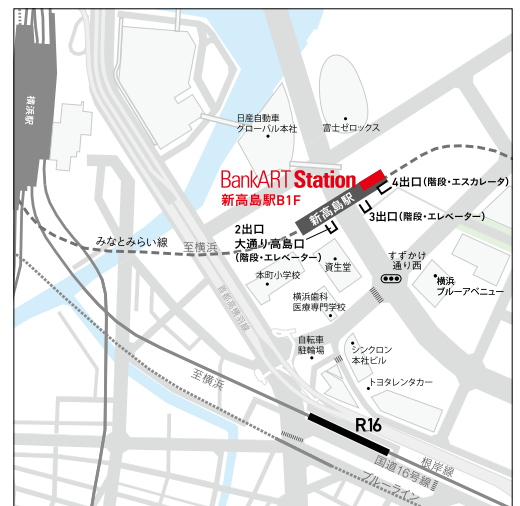 横浜駅
日産自動車
グローバル本社
富士ゼロックス
BankART Station
新高島駅B1F
新高島駅
4出口(階段・エスカレータ)
3出口(階段・エレベーター)
2出口
大通り高島口
(階段・エレベーター)
みなとみらい線
至横浜
資生堂
本町小学校
すずかけ
通り西
横浜
ブルーアベニュー
横浜歯科
医療専門学校
首都高横羽線
自転車
駐輪場
シンクロン
本社ビル
トヨタレンタカー
至横浜
R16
根岸線
国道16号線
ブルーライン